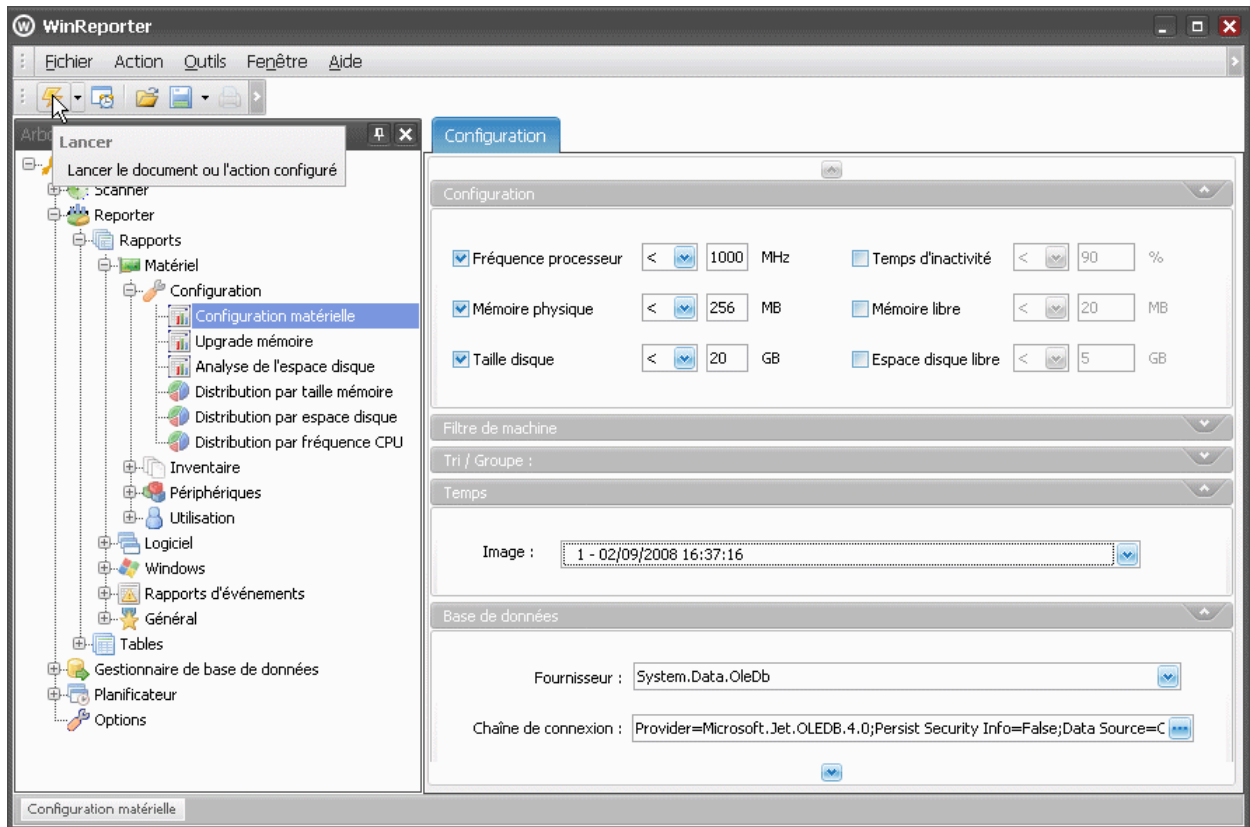 WinReporter
Fichier Action Outils Fenêtre Aide
Lancer
Lancer le document ou l'action configuré
Scanner
Reporter
Rapports
Matériel
Configuration
Configuration matérielle
Upgrade mémoire
Analyse de l'espace disque
Distribution par taille mémoire
Distribution par espace disque
Distribution par fréquence CPU
Inventaire
Périphériques
Utilisation
Logiciel
Windows
Rapports d'événements
Général
Tables
Gestionnaire de base de données
Planificateur
Options
Configuration
Configuration
Fréquence processeur < 1000 MHz Temps d'inactivité < 90 %
Mémoire physique < 256 MB Mémoire libre < 20 MB
Taille disque < 20 GB Espace disque libre < 5 GB
Filtre de machine
Tri / Groupe :
Temps
Image : 1 - 02/09/2008 16:37:16
Base de données
Fournisseur : System.Data.OleDb
Chaîne de connexion : Provider=Microsoft.Jet.OLEDB.4.0;Persist Security Info=False;Data Source=C
Configuration matérielle